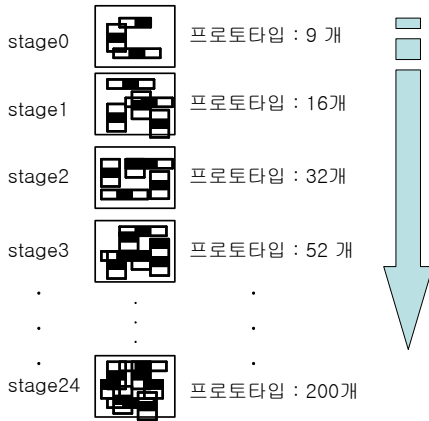 stage0 프로토타입 : 9 개
stage1 프로토타입 : 16개
stage2 프로토타입 : 32개
stage3 프로토타입 : 52 개
stage24 프로토타입 : 200개